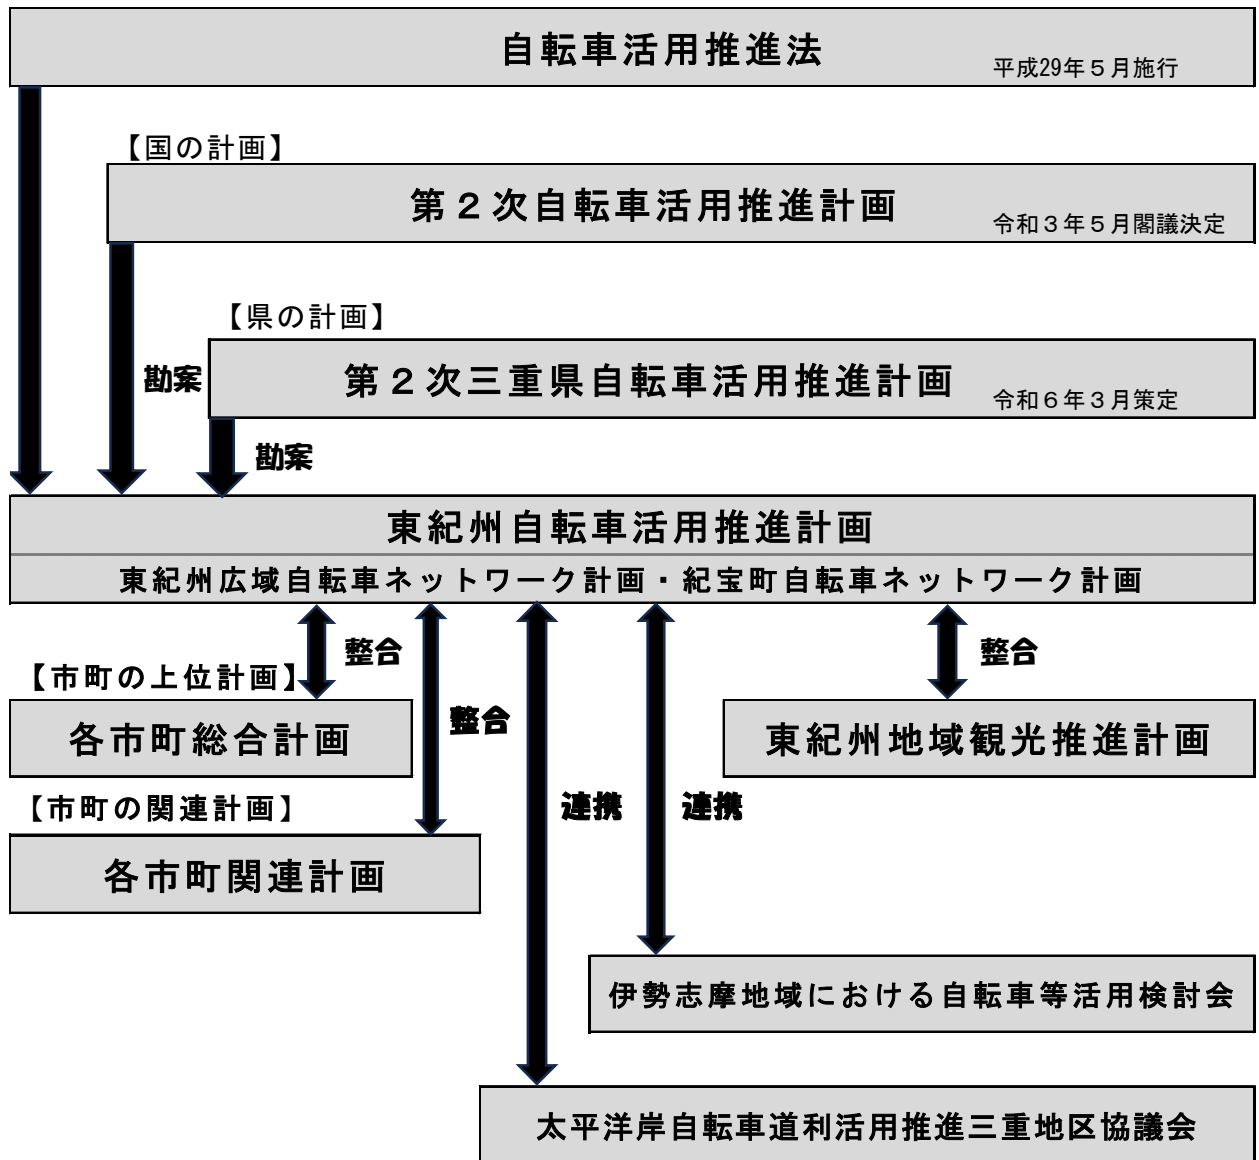 自転車活用推進法
平成29年５月施行
【国の計画】
第２次自転車活用推進計画
令和３年５月閣議決定
【県の計画】
勘案
第２次三重県自転車活用推進計画
令和６年３月策定
勘案
東紀州自転車活用推進計画
東紀州広域自転車ネットワーク計画・紀宝町自転車ネットワーク計画
整合
整合
【市町の上位計画】
整合
各市町総合計画
東紀州地域観光推進計画
【市町の関連計画】
連携
連携
各市町関連計画
伊勢志摩地域における自転車等活用検討会
太平洋岸自転車道利活用推進三重地区協議会